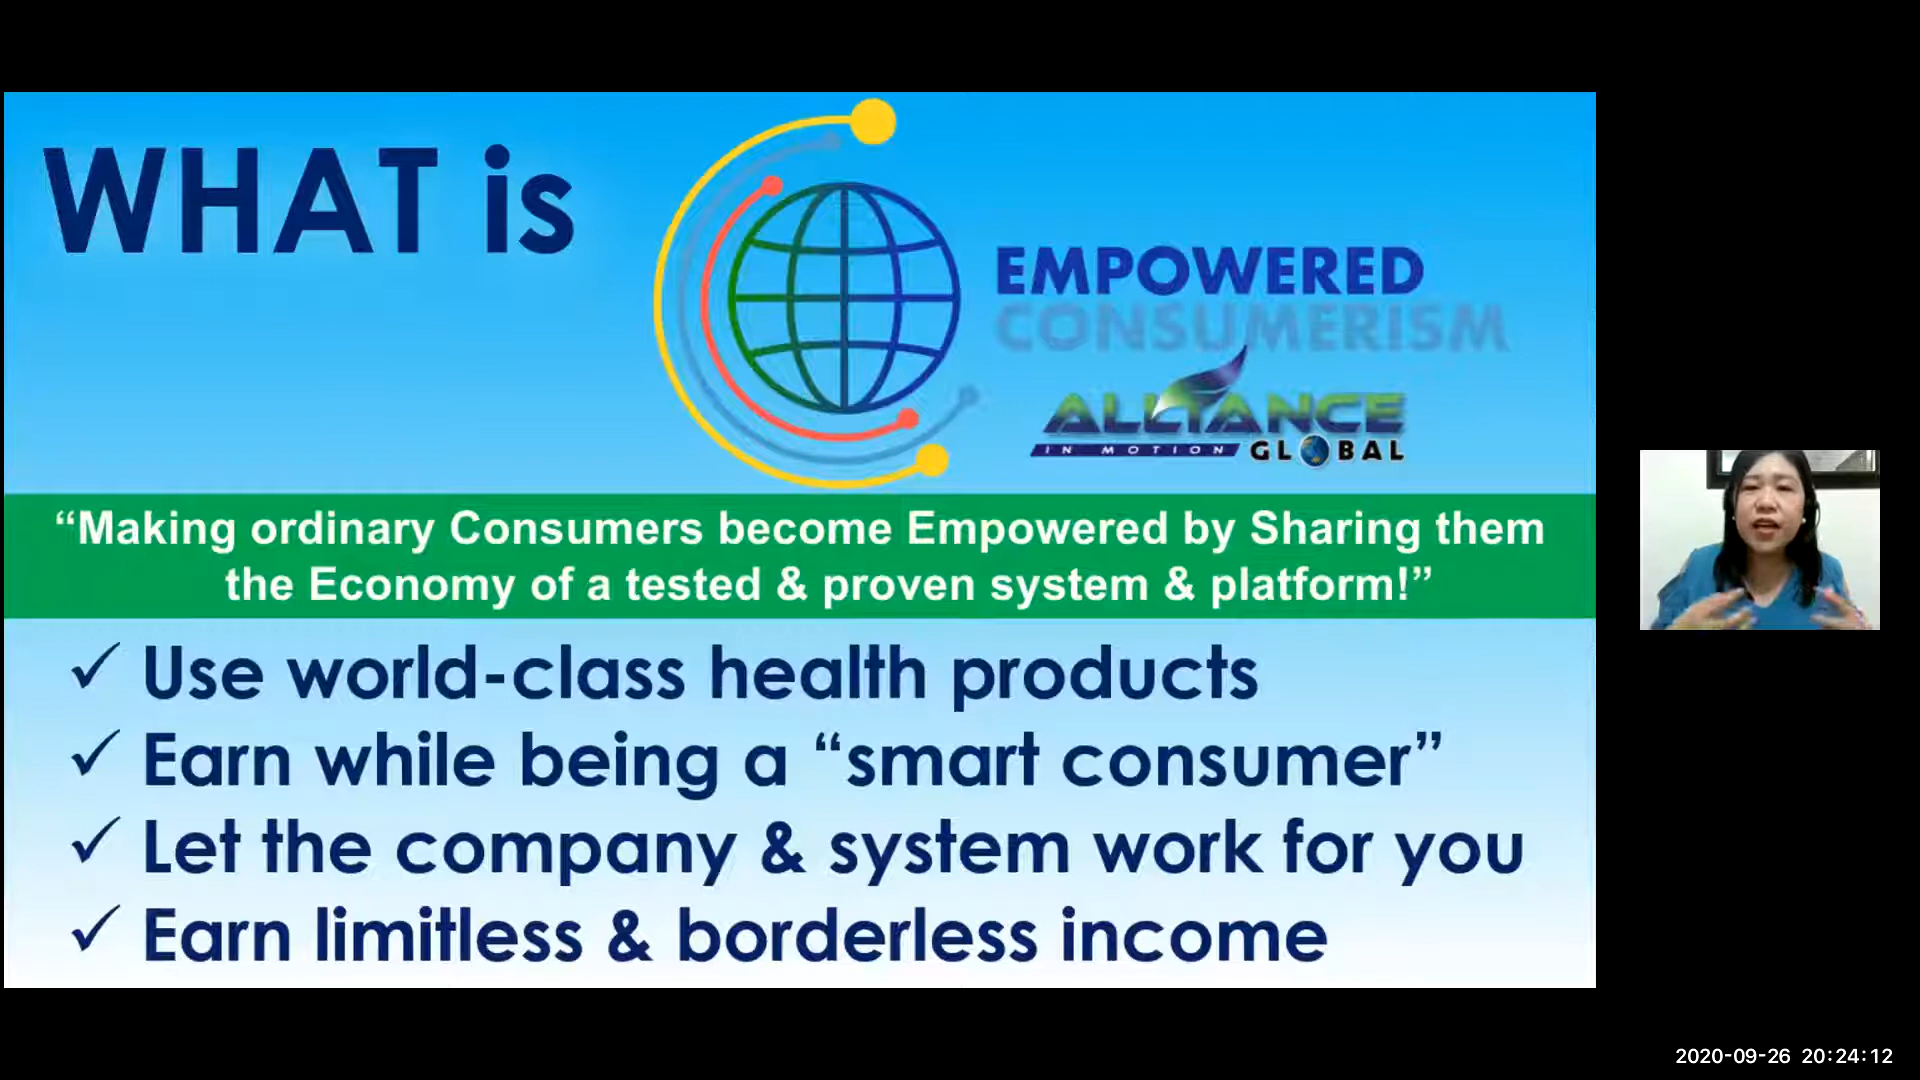 WHAT is
EMPOWERED
CONSUMERISM
ALLIANCE
IN MOTION GLOBAL
“Making ordinary Consumers become Empowered by Sharing them
the Economy of a tested & proven system & platform!”
✓ Use world-class health products
✓ Earn while being a “smart consumer”
✓ Let the company & system work for you
✓ Earn limitless & borderless income
2020-09-26 20:24:12